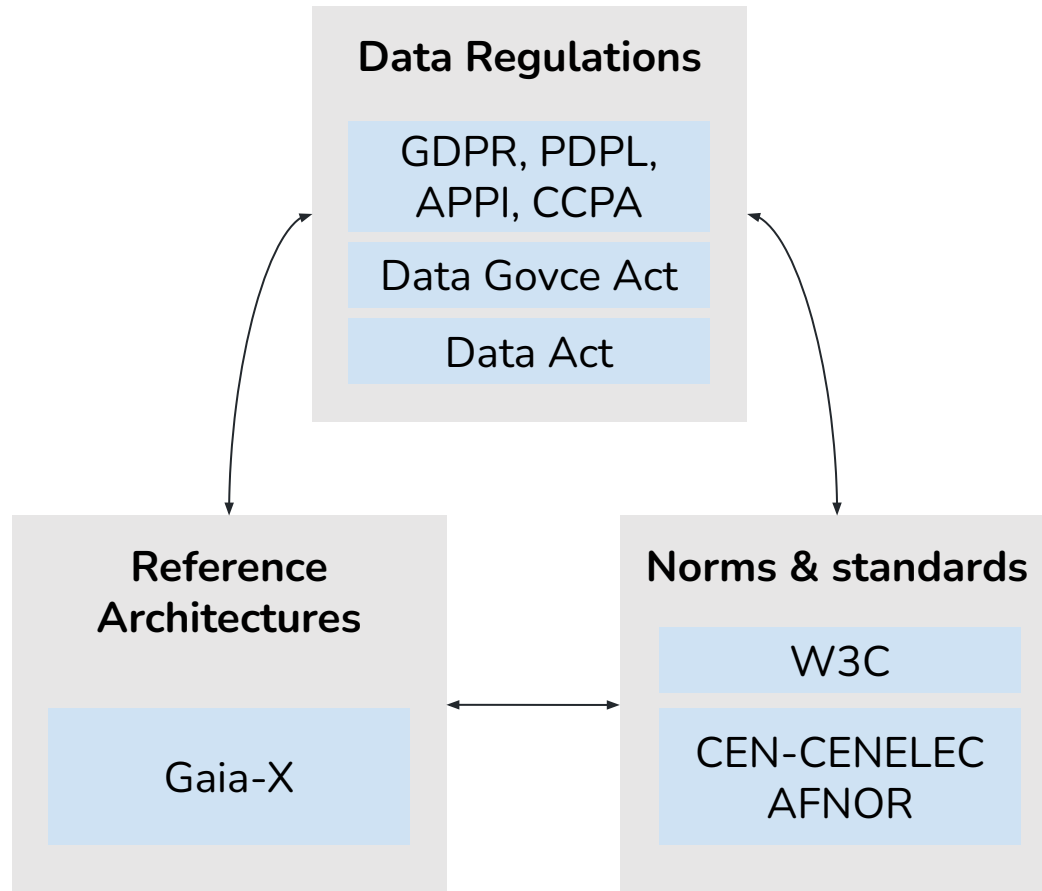 Data Regulations
GDPR, PDPL,
APPI, CCPA
Data Govce Act
Data Act
Reference
Architectures
Gaia-X
Norms & standards
W3C
CEN-CENELEC
AFNOR